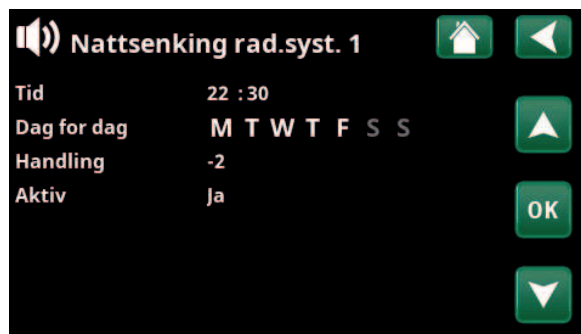 Nattsenking rad.syst. 1
Tid 22 :30
Dag for dag M T W T F S S
Handling -2
Aktiv Ja
OK